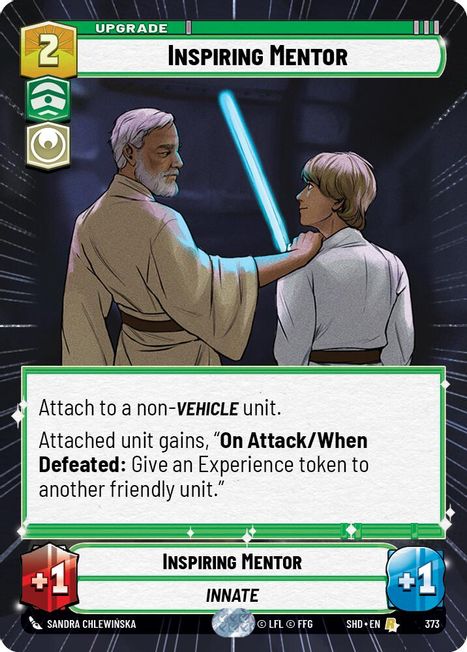 UPGRADE
2
INSPIRING MENTOR
Attach to a non-VEHICLE unit.
Attached unit gains, “On Attack/When
Defeated: Give an Experience token to
another friendly unit.”
+1
INSPIRING MENTOR
+1
INNATE
SANDRA CHLEWIŃSKA
© LFL © FFG
SHD • EN
R
373